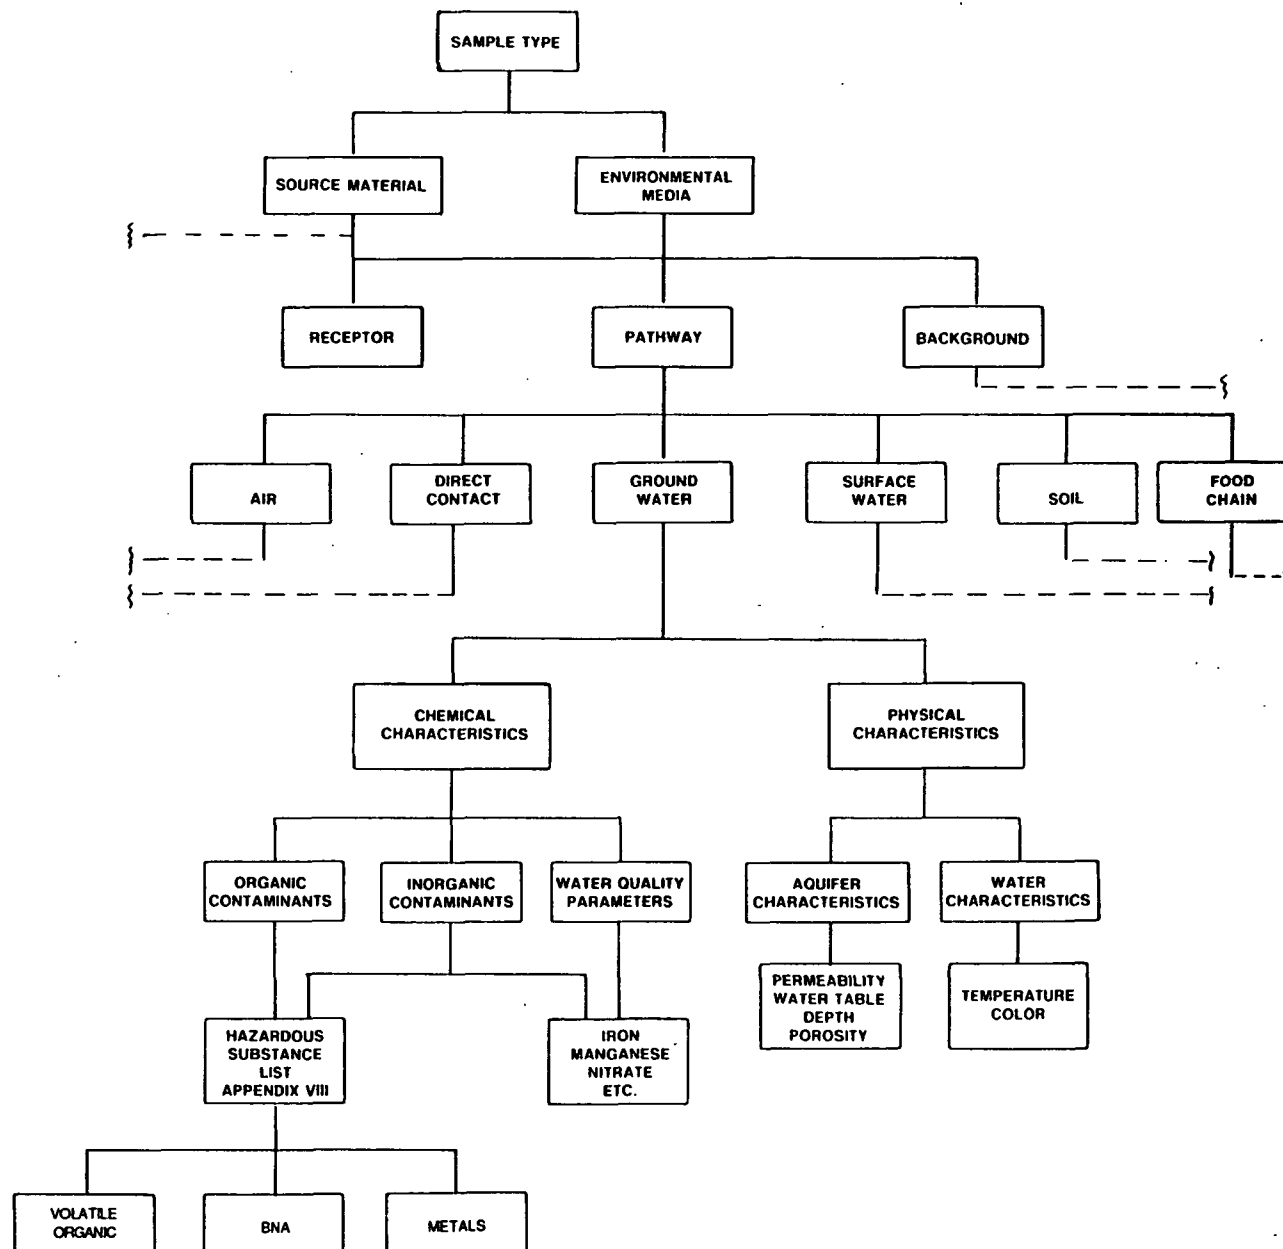 SAMPLE TYPE
SOURCE MATERIAL
ENVIRONMENTAL
MEDIA
RECEPTOR
PATHWAY
BACKGROUND
AIR
DIRECT
CONTACT
GROUND
WATER
SURFACE
WATER
SOIL
FOOD
CHAIN
CHEMICAL
CHARACTERISTICS
PHYSICAL
CHARACTERISTICS
ORGANIC
CONTAMINANTS
INORGANIC
CONTAMINANTS
WATER QUALITY
PARAMETERS
AQUIFER
CHARACTERISTICS
WATER
CHARACTERISTICS
HAZARDOUS
SUBSTANCE
LIST
APPENDIX VIII
IRON
MANGANESE
NITRATE
ETC.
PERMEABILITY
WATER TABLE
DEPTH
POROSITY
TEMPERATURE
COLOR
VOLATILE
ORGANIC
BNA
METALS